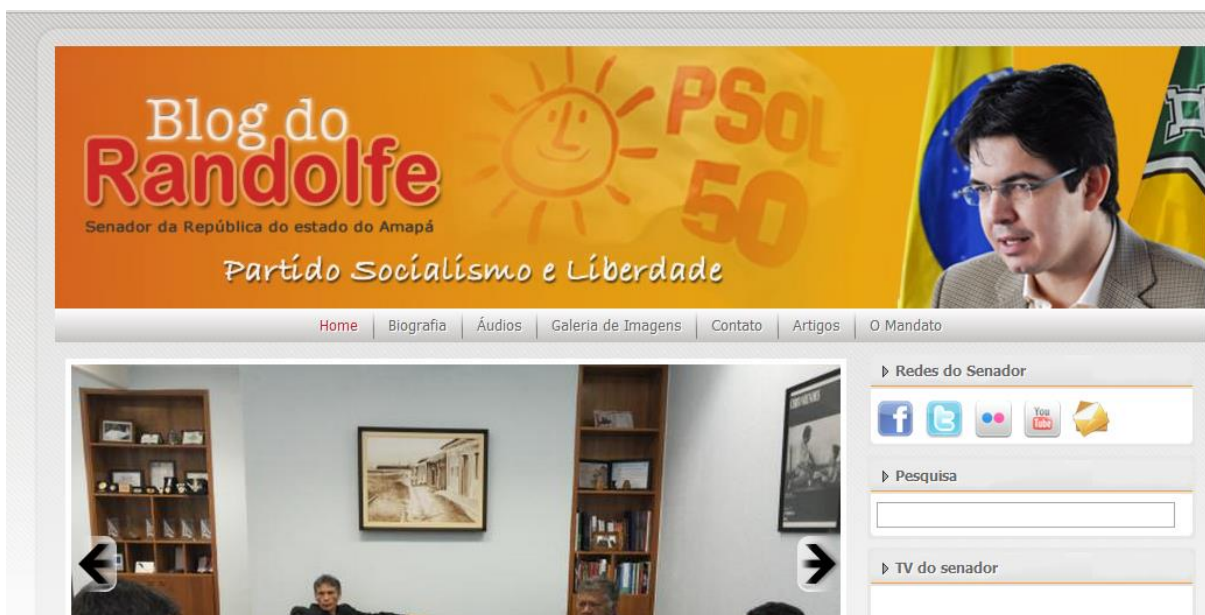 Blog do
Randolfe
Senador da República do estado do Amapá
Partido Socialismo e Liberdade
PSOL
50
Home Biografia Áudios Galeria de Imagens Contato Artigos O Mandato
Redes do Senador
You
Tube
Pesquisa
TV do senador